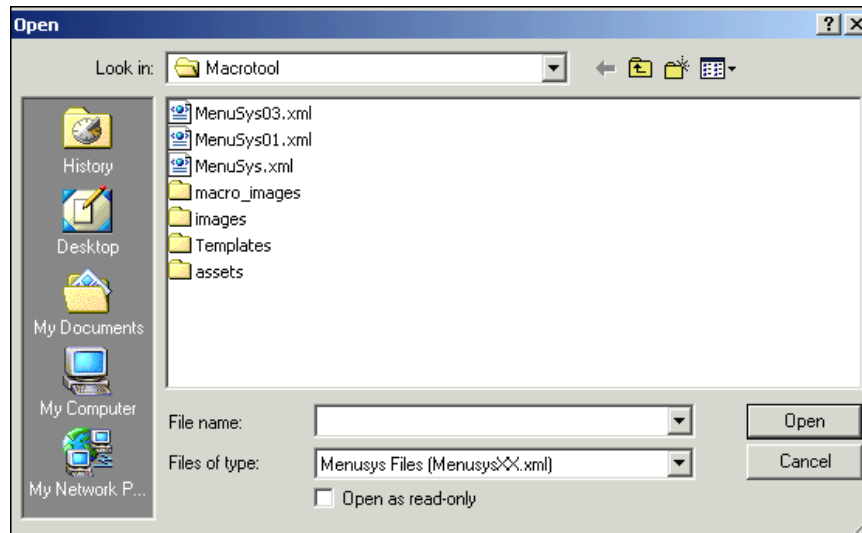 Open
Look in: Macrotool
History
Desktop
My Documents
My Computer
My Network P...
MenuSys03.xml
MenuSys01.xml
MenuSys.xml
macro_images
images
Templates
assets
File name: Open
Files of type: Menusys Files (MenusysXX.xml) Cancel
Open as read-only